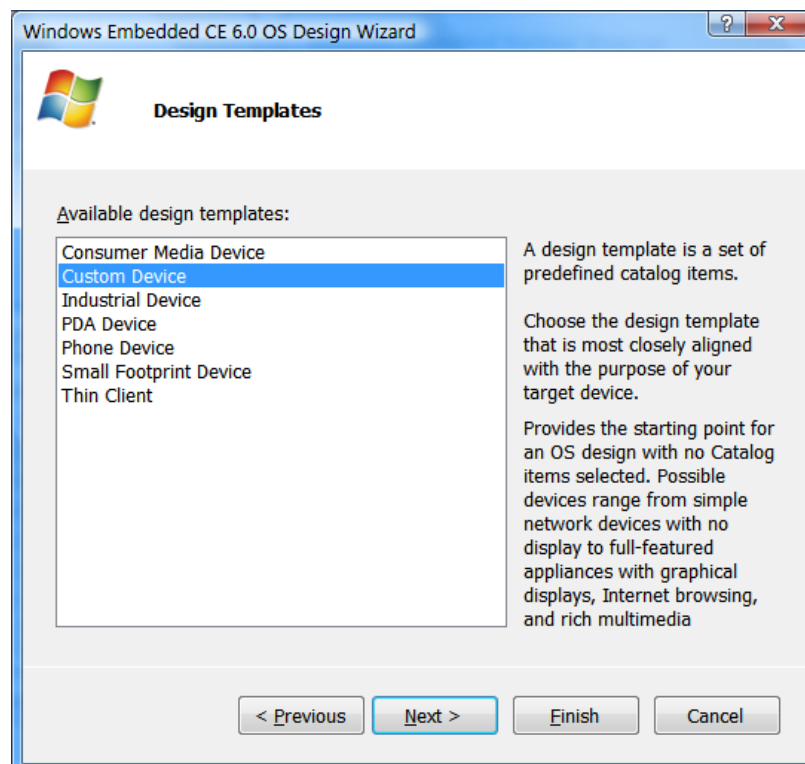 Windows Embedded CE 6.0 OS Design Wizard
Design Templates
Available design templates:
Consumer Media Device
Custom Device
Industrial Device
PDA Device
Phone Device
Small Footprint Device
Thin Client
A design template is a set of
predefined catalog items.
Choose the design template
that is most closely aligned
with the purpose of your
target device.
Provides the starting point for
an OS design with no Catalog
items selected. Possible
devices range from simple
network devices with no
display to full-featured
appliances with graphical
displays, Internet browsing,
and rich multimedia
< Previous
Next >
Finish
Cancel